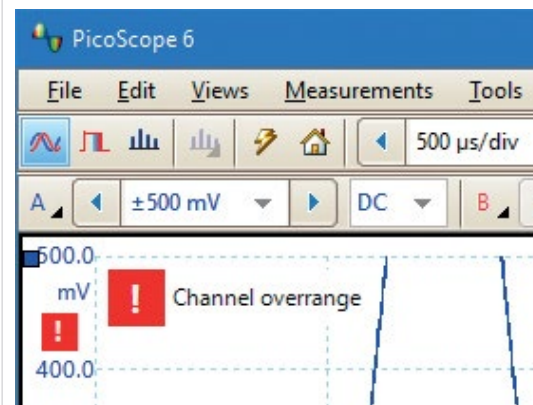 PicoScope 6
File Edit Views Measurements Tools
500 µs/div
A ±500 mV DC B
500.0
mV
! Channel overrange
!
400.0